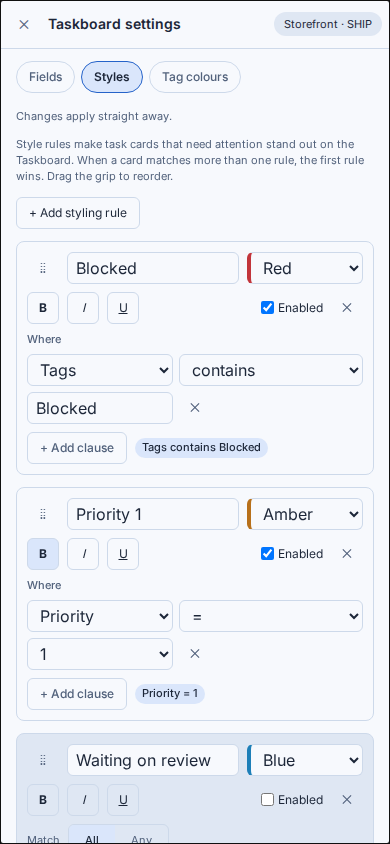 Taskboard settings
Storefront · SHIP
Fields
Styles
Tag colours
Changes apply straight away.
Style rules make task cards that need attention stand out on the
Taskboard. When a card matches more than one rule, the first rule
wins. Drag the grip to reorder.
+ Add styling rule
Blocked
Red
B
I
U
Enabled
Where
Tags
contains
Blocked
+ Add clause
Tags contains Blocked
Priority 1
Amber
B
I
U
Enabled
Where
Priority
=
1
+ Add clause
Priority = 1
Waiting on review
Blue
B
I
U
Enabled
Match
All
Any